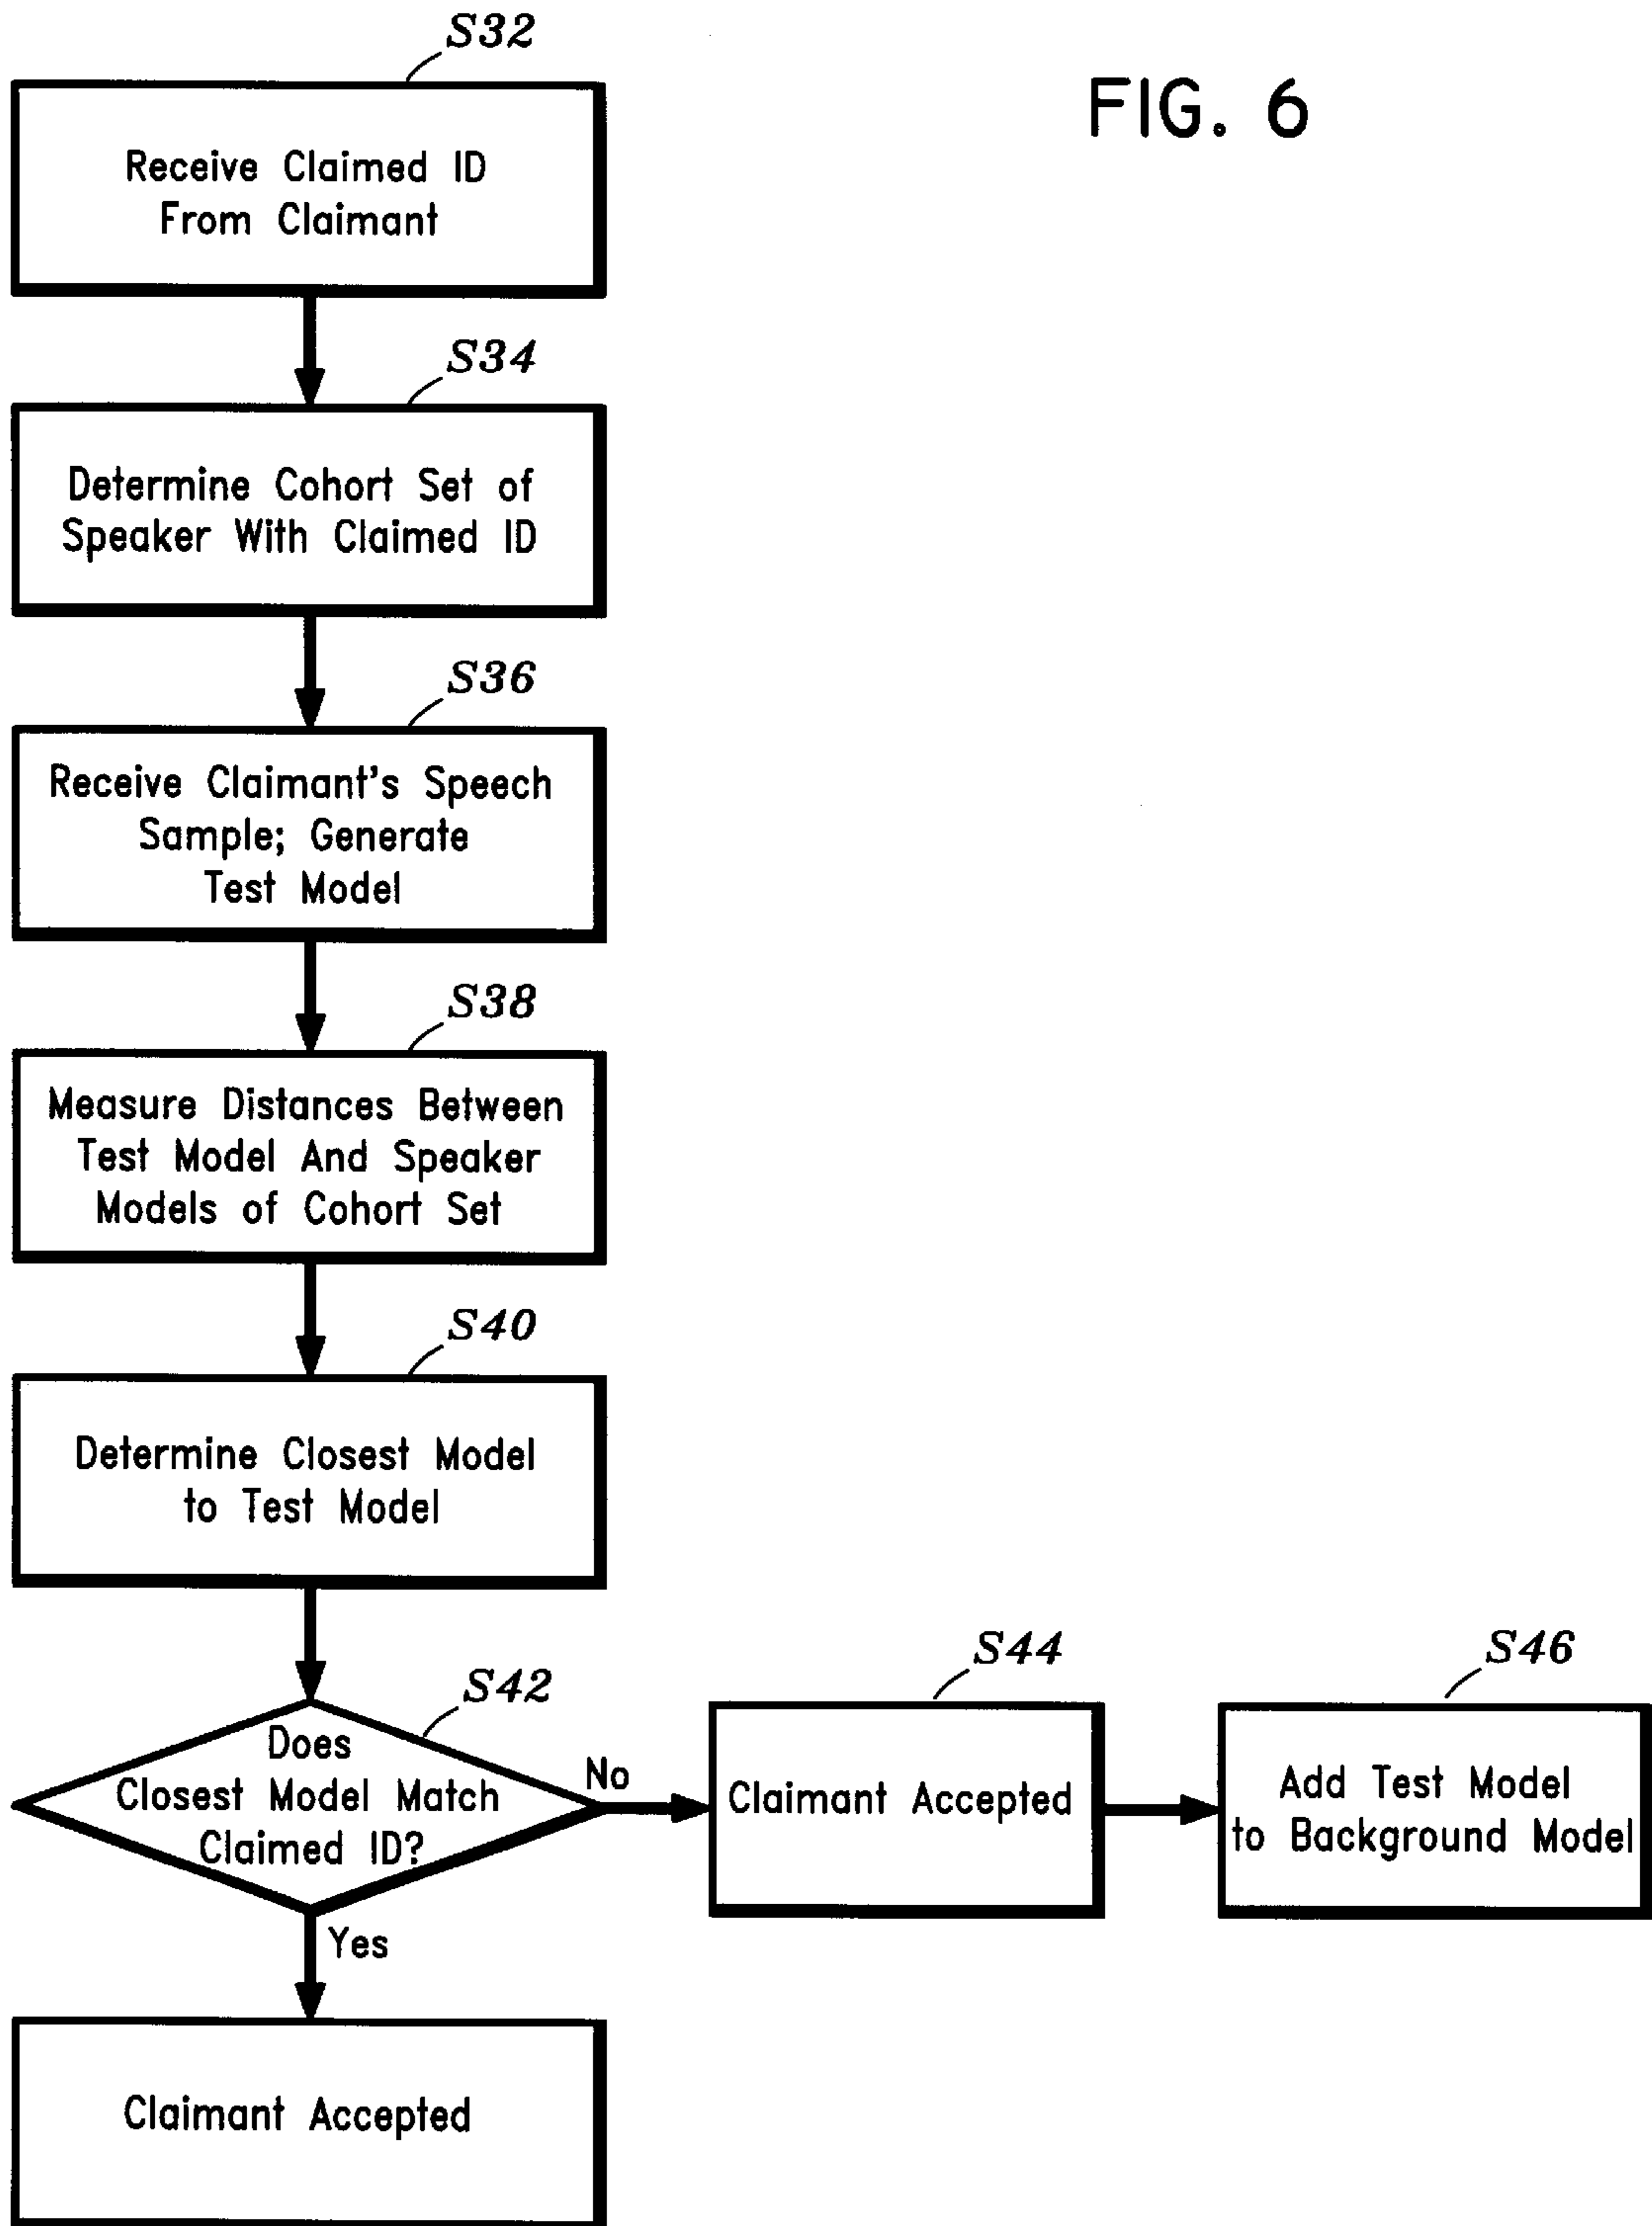 FIG. 6
S32
Receive Claimed ID
From Claimant
S34
Determine Cohort Set of
Speaker With Claimed ID
S36
Receive Claimant's Speech
Sample; Generate
Test Model
S38
Measure Distances Between
Test Model And Speaker
Models of Cohort Set
S40
Determine Closest Model
to Test Model
S42
Does
Closest Model Match
Claimed ID?
No
S44
Claimant Accepted
S46
Add Test Model
to Background Model
Yes
Claimant Accepted